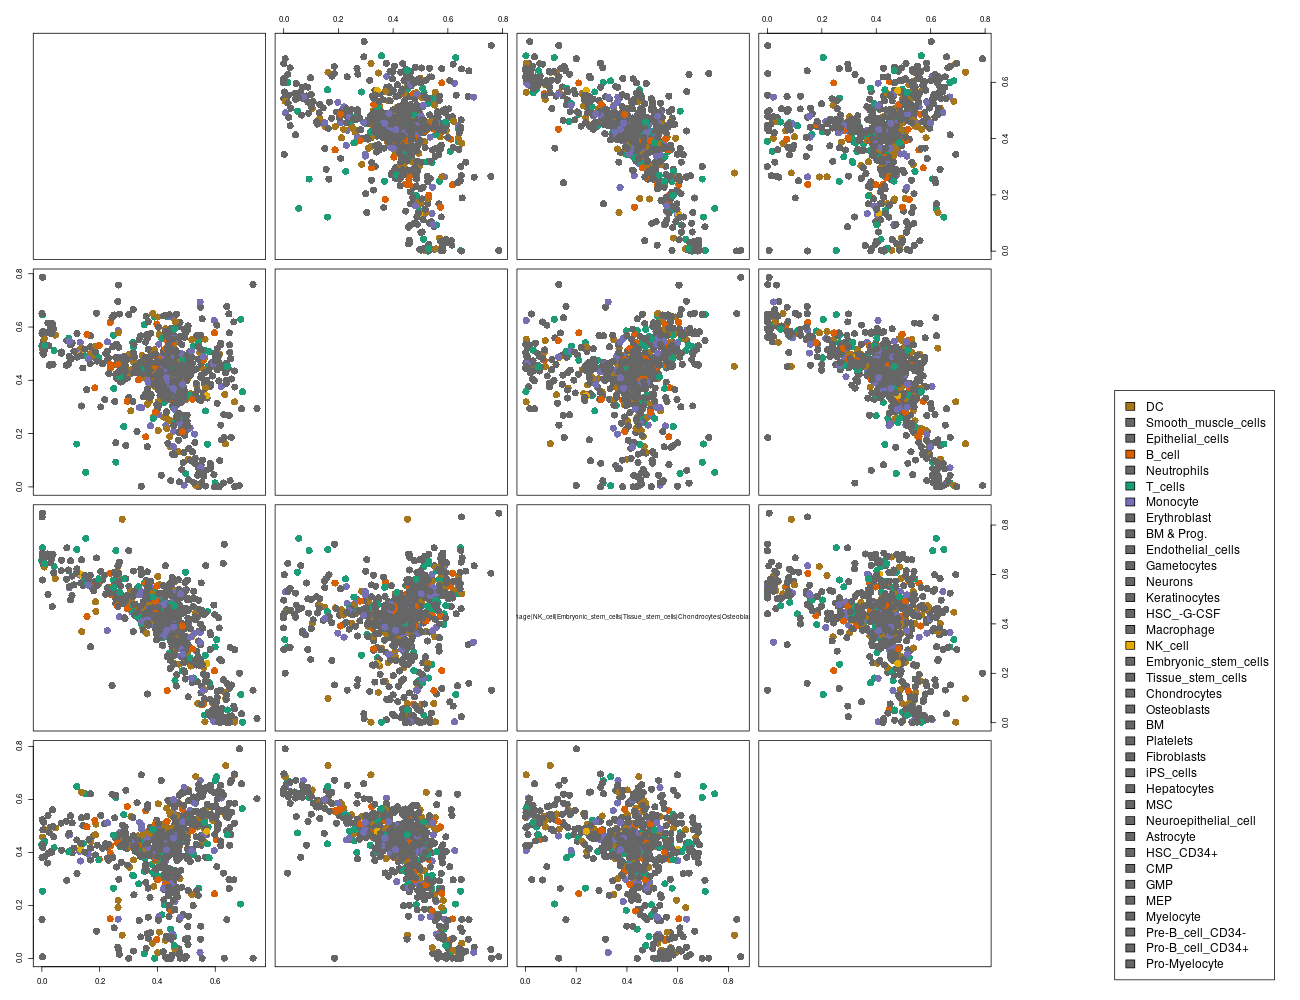 0.0 0.2 0.4 0.6 0.8
0.0 0.2 0.4 0.6 0.8
0.0 0.2 0.4 0.6
0.0 0.2 0.4 0.6 0.8
0.0 0.2 0.4 0.6 0.8
0.0 0.2 0.4 0.6 0.8
0.0 0.2 0.4 0.6
0.0 0.2 0.4 0.6 0.8
NK_cell|Embryonic_stem_cells|Tissue_stem_cells|Chondrocytes|Osteobla
DC
Smooth_muscle_cells
Epithelial_cells
B_cell
Neutrophils
T_cells
Monocyte
Erythroblast
BM & Prog.
Endothelial_cells
Gametocytes
Neurons
Keratinocytes
HSC_-G-CSF
Macrophage
NK_cell
Embryonic_stem_cells
Tissue_stem_cells
Chondrocytes
Osteoblasts
BM
Platelets
Fibroblasts
iPS_cells
Hepatocytes
MSC
Neuroepithelial_cell
Astrocyte
HSC_CD34+
CMP
GMP
MEP
Myelocyte
Pre-B_cell_CD34-
Pro-B_cell_CD34+
Pro-Myelocyte